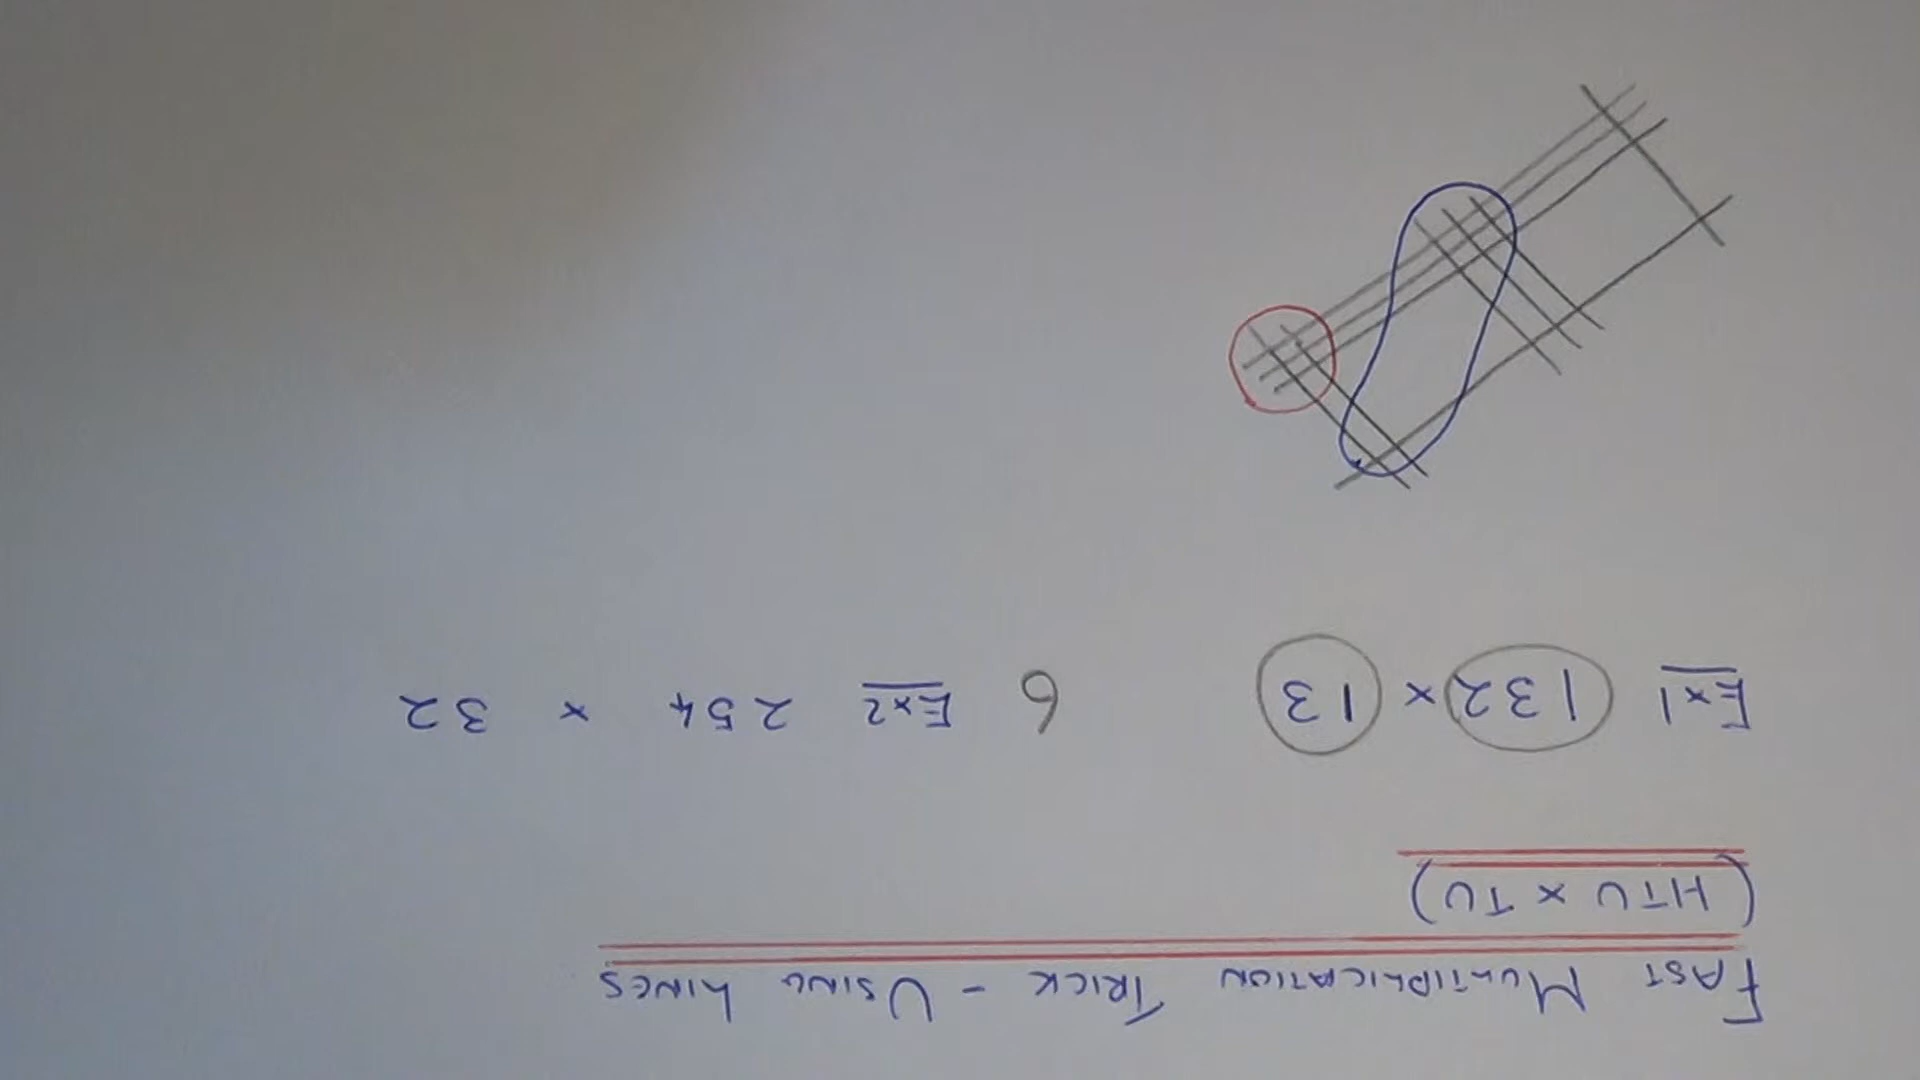 FAST MULTIPLICATION TRICK - USING LINES
(HTU × TU)
Ex1 132 × 13 6 Ex2 254 × 32